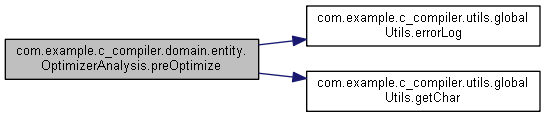 com.example.c_compiler.domain.entity.
OptimizerAnalysis.preOptimize
com.example.c_compiler.utils.global
Utils.errorLog
com.example.c_compiler.utils.global
Utils.getChar